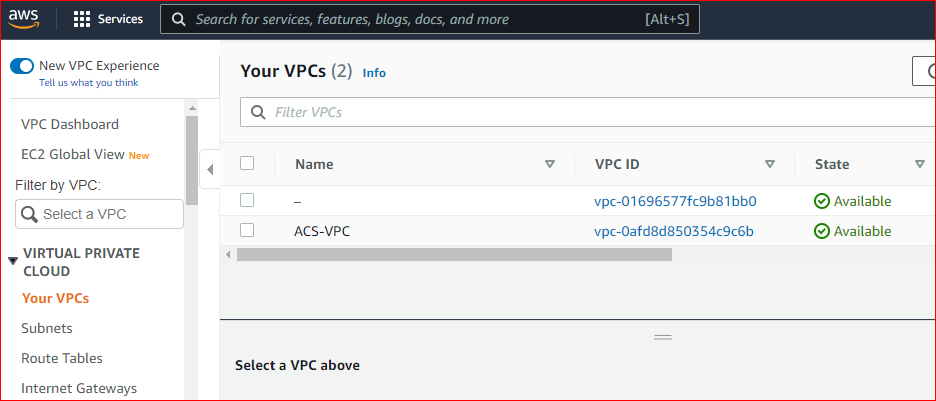 aws
Services
Search for services, features, blogs, docs, and more
[Alt+S]
New VPC Experience
Tell us what you think
VPC Dashboard
EC2 Global View New
Filter by VPC:
Select a VPC
VIRTUAL PRIVATE
CLOUD
Your VPCs
Subnets
Route Tables
Internet Gateways
Your VPCs (2) Info
Filter VPCs
Name VPC ID State
– vpc-01696577fc9b81bb0 Available
ACS-VPC vpc-0afd8d850354c9c6b Available
Select a VPC above